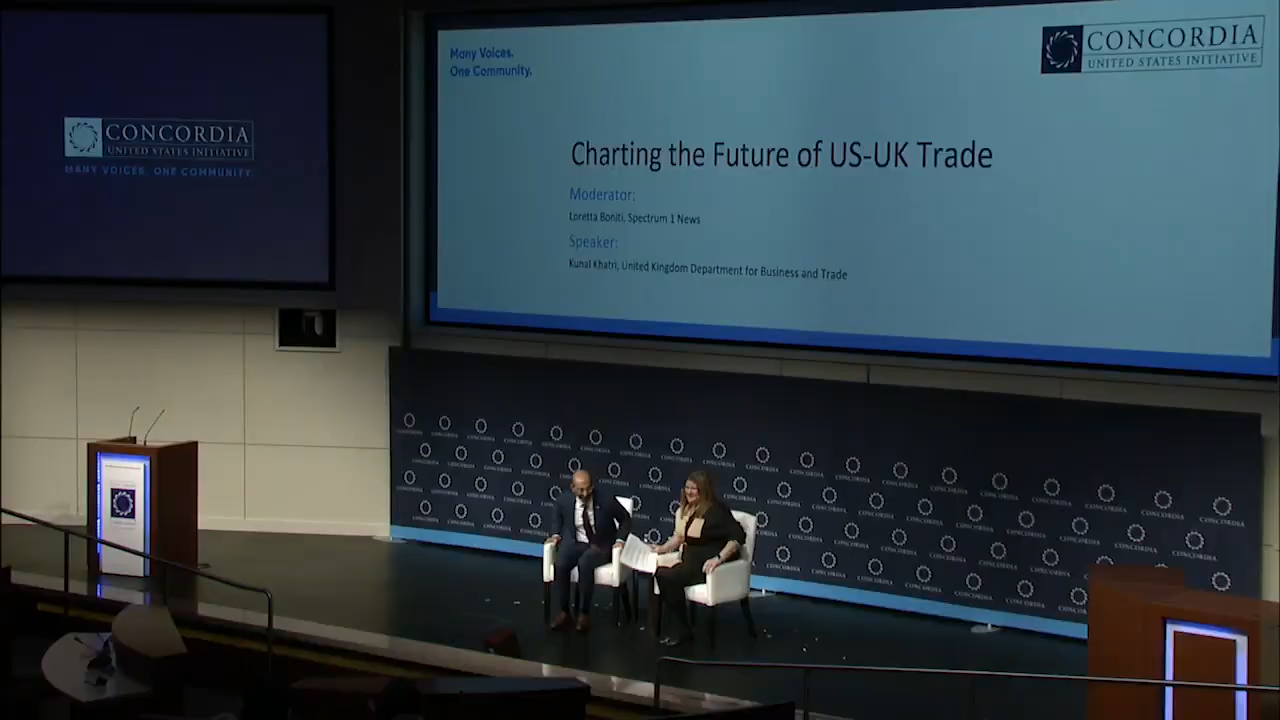 CONCORDIA
UNITED STATES INITIATIVE
MANY VOICES. ONE COMMUNITY.
Many Voices.
One Community.
CONCORDIA
UNITED STATES INITIATIVE
Charting the Future of US-UK Trade
Moderator:
Loretta Boniti, Spectrum 1 News
Speaker:
Kunal Khatri, United Kingdom Department for Business and Trade